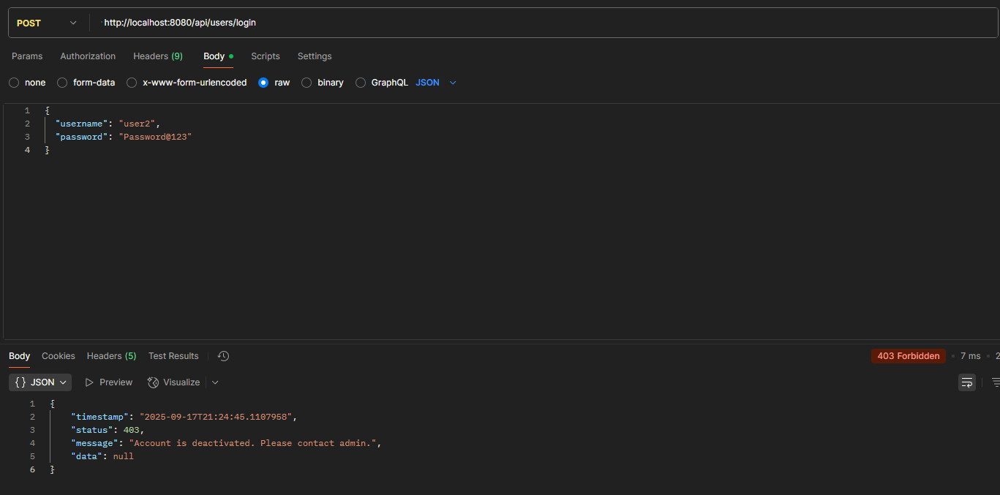 POST http://localhost:8080/api/users/login
Params Authorization Headers (9) Body Scripts Settings
none form-data x-www-form-urlencoded raw binary GraphQL JSON
1 {
2 "username": "user2",
3 "password": "Password@123"
4 }
Body Cookies Headers (5) Test Results 403 Forbidden • 7 ms • 2
{} JSON Preview Visualize
1 {
2 "timestamp": "2025-09-17T21:24:45.1107958",
3 "status": 403,
4 "message": "Account is deactivated. Please contact admin.",
5 "data": null
6 }